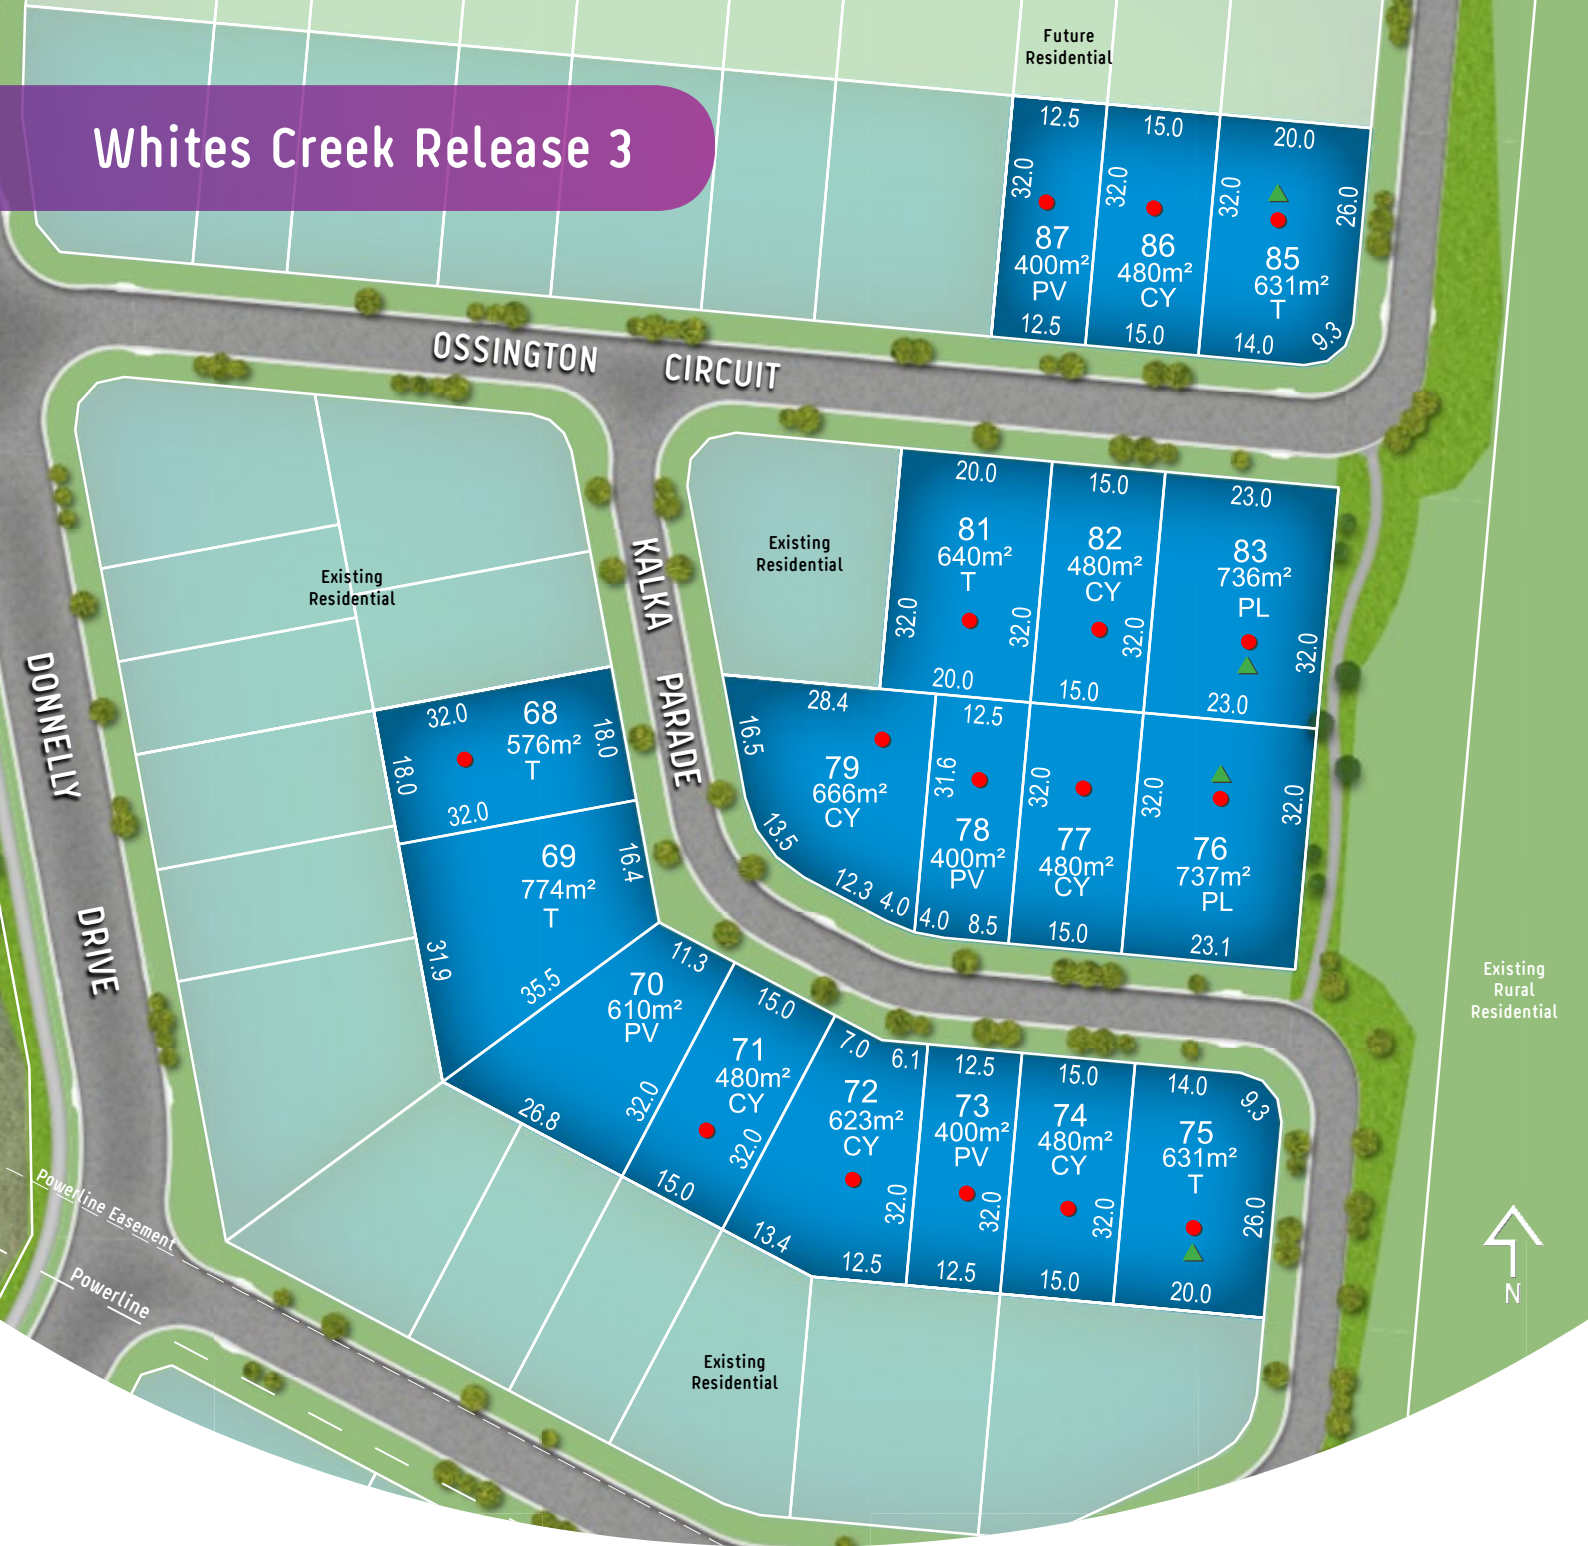 Future
Residential
Whites Creek Release 3
12.5
15.0
20.0
32.0
32.0
32.0
26.0
87
400m²
PV
86
480m²
CY
85
631m²
T
12.5
15.0
14.0
9.3
OSSINGTON CIRCUIT
20.0
15.0
23.0
Existing
Residential
81
640m²
T
82
480m²
CY
83
736m²
PL
32.0
32.0
32.0
32.0
20.0
15.0
23.0
Existing
Residential
KALKA PARADE
DONNELLY DRIVE
32.0
68
576m²
T
18.0
18.0
32.0
28.4
16.5
79
666m²
CY
13.5
12.3
4.0
12.5
31.6
78
400m²
PV
4.0
8.5
32.0
77
480m²
CY
15.0
32.0
76
737m²
PL
32.0
23.1
69
774m²
T
16.4
31.9
35.5
11.3
70
610m²
PV
26.8
32.0
15.0
71
480m²
CY
32.0
15.0
7.0
6.1
72
623m²
CY
32.0
13.4
12.5
12.5
73
400m²
PV
32.0
12.5
15.0
74
480m²
CY
32.0
15.0
14.0
9.3
75
631m²
T
26.0
20.0
Existing
Rural
Residential
Powerline Easement
Powerline
N
Existing
Residential